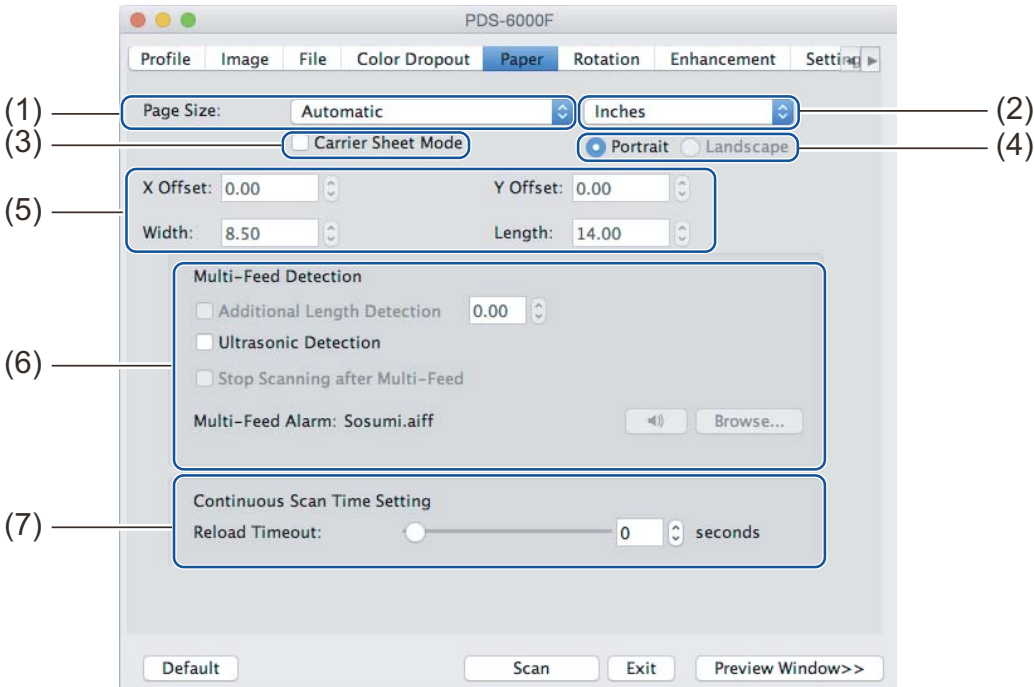 PDS-6000F
Profile Image File Color Dropout Paper Rotation Enhancement Setting
(1) Page Size: Automatic Inches (2)
(3) Carrier Sheet Mode Portrait Landscape (4)
(5) X Offset: 0.00 Y Offset: 0.00
Width: 8.50 Length: 14.00
Multi-Feed Detection
Additional Length Detection 0.00
Ultrasonic Detection
(6) Stop Scanning after Multi-Feed
Multi-Feed Alarm: Sosumi.aiff Browse...
Continuous Scan Time Setting
(7) Reload Timeout: 0 seconds
Default Scan Exit Preview Window>>